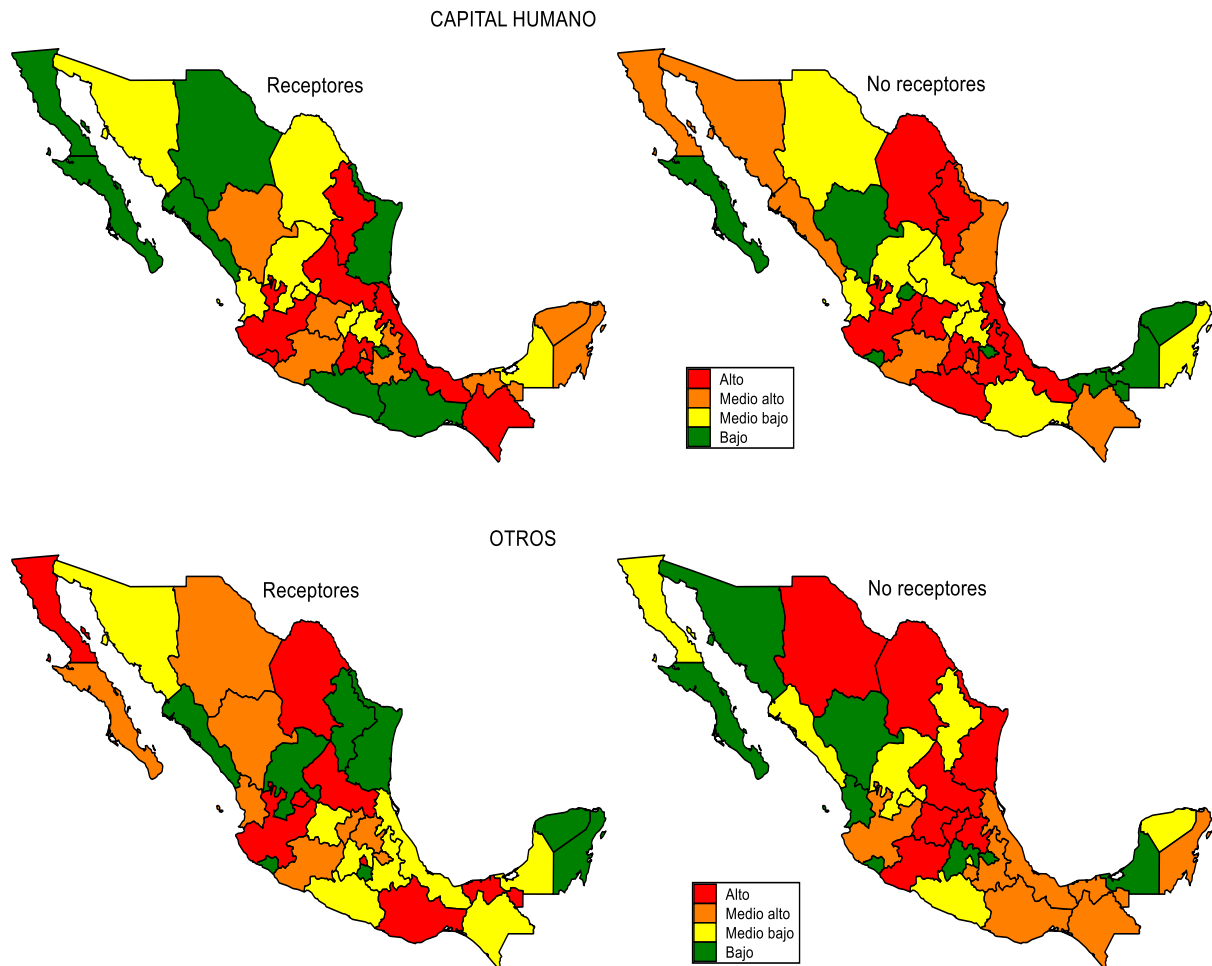 CAPITAL HUMANO
Receptores
No receptores
Alto
Medio alto
Medio bajo
Bajo
OTROS
Receptores
No receptores
Alto
Medio alto
Medio bajo
Bajo